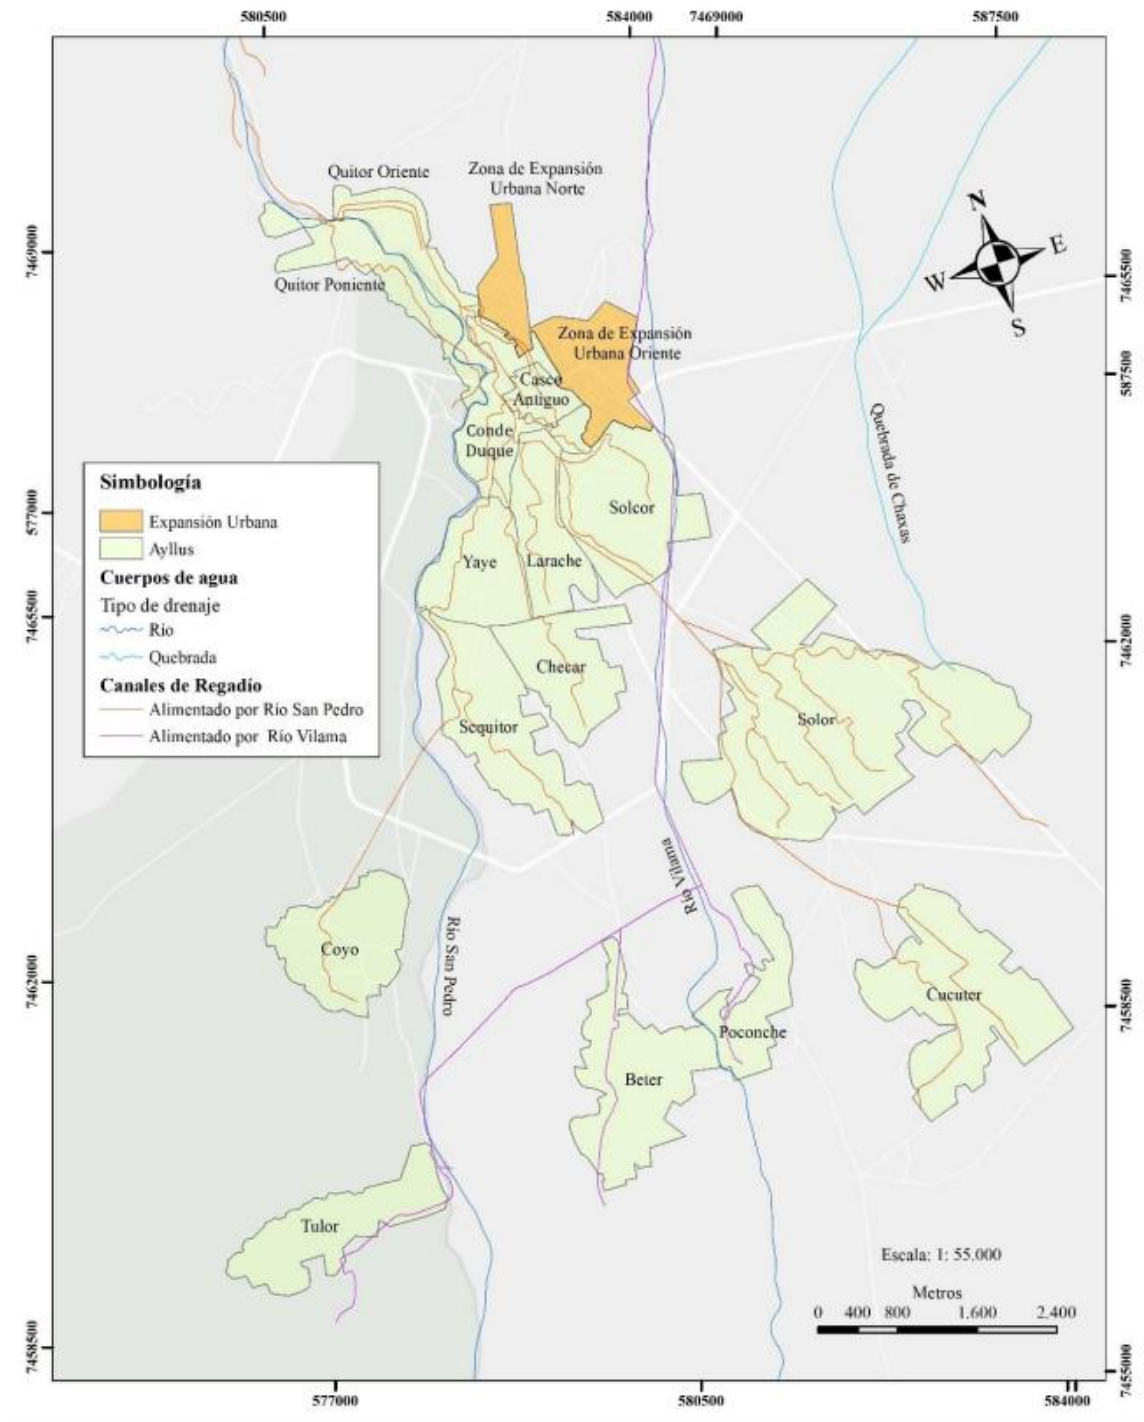 580500
584000
7469000
587500
Quitor Oriente
Zona de Expansión
Urbana Norte
N
E
W
S
7469000
7465500
Quitor Poniente
Zona de Expansión
Urbana Oriente
587500
Casco
Antiguo
Conde
Duque
Quebrada de Chaxas
Simbología
Expansión Urbana
Ayllus
Cuerpos de agua
Tipo de drenaje
Río
Quebrada
Canales de Regadío
Alimentado por Río San Pedro
Alimentado por Río Vilama
577000
Solcor
Yaye
Larache
7465500
7462000
Checar
Sequitor
Solor
Río Vilama
Río San Pedro
Coyo
7462000
Cucuter
7458500
Poconche
Beter
Tulor
Escala: 1: 55.000
Metros
0 400 800 1,600 2,400
7458500
7455000
577000
580500
584000